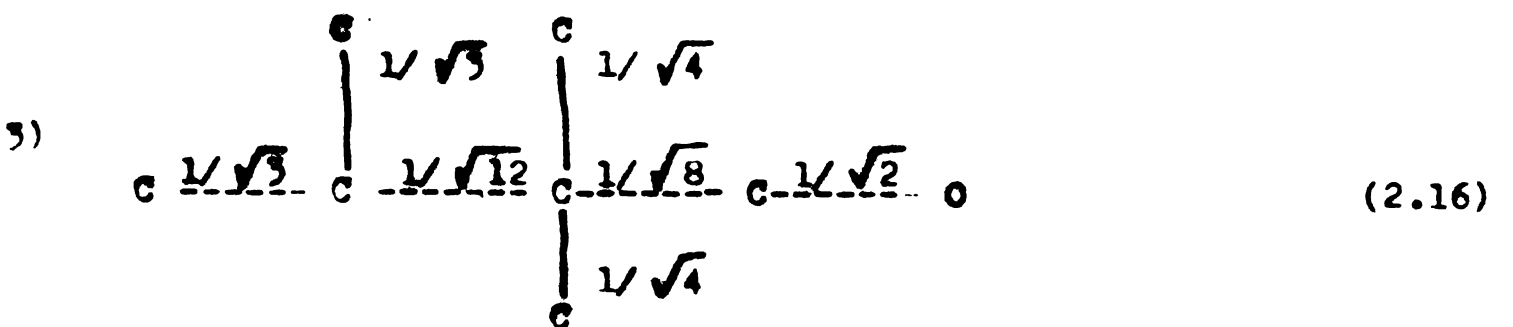 C C
1/ √3 1/ √4
3)
C 1/ √3 C 1/ √12 C 1/ √8 C 1/ √2 O (2.16)
1/ √4
C